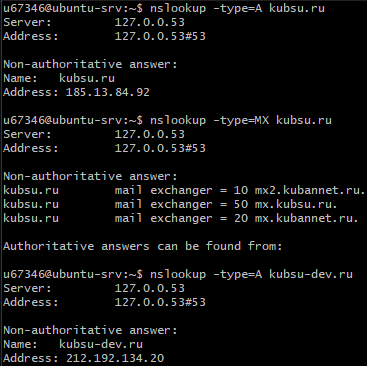 u67346@ubuntu-srv:~$ nslookup -type=A kubsu.ru
Server:         127.0.0.53
Address:        127.0.0.53#53

Non-authoritative answer:
Name:   kubsu.ru
Address: 185.13.84.92

u67346@ubuntu-srv:~$ nslookup -type=MX kubsu.ru
Server:         127.0.0.53
Address:        127.0.0.53#53

Non-authoritative answer:
kubsu.ru        mail exchanger = 10 mx2.kubannet.ru.
kubsu.ru        mail exchanger = 50 mx.kubsu.ru.
kubsu.ru        mail exchanger = 20 mx.kubannet.ru.

Authoritative answers can be found from:

u67346@ubuntu-srv:~$ nslookup -type=A kubsu-dev.ru
Server:         127.0.0.53
Address:        127.0.0.53#53

Non-authoritative answer:
Name:   kubsu-dev.ru
Address: 212.192.134.20